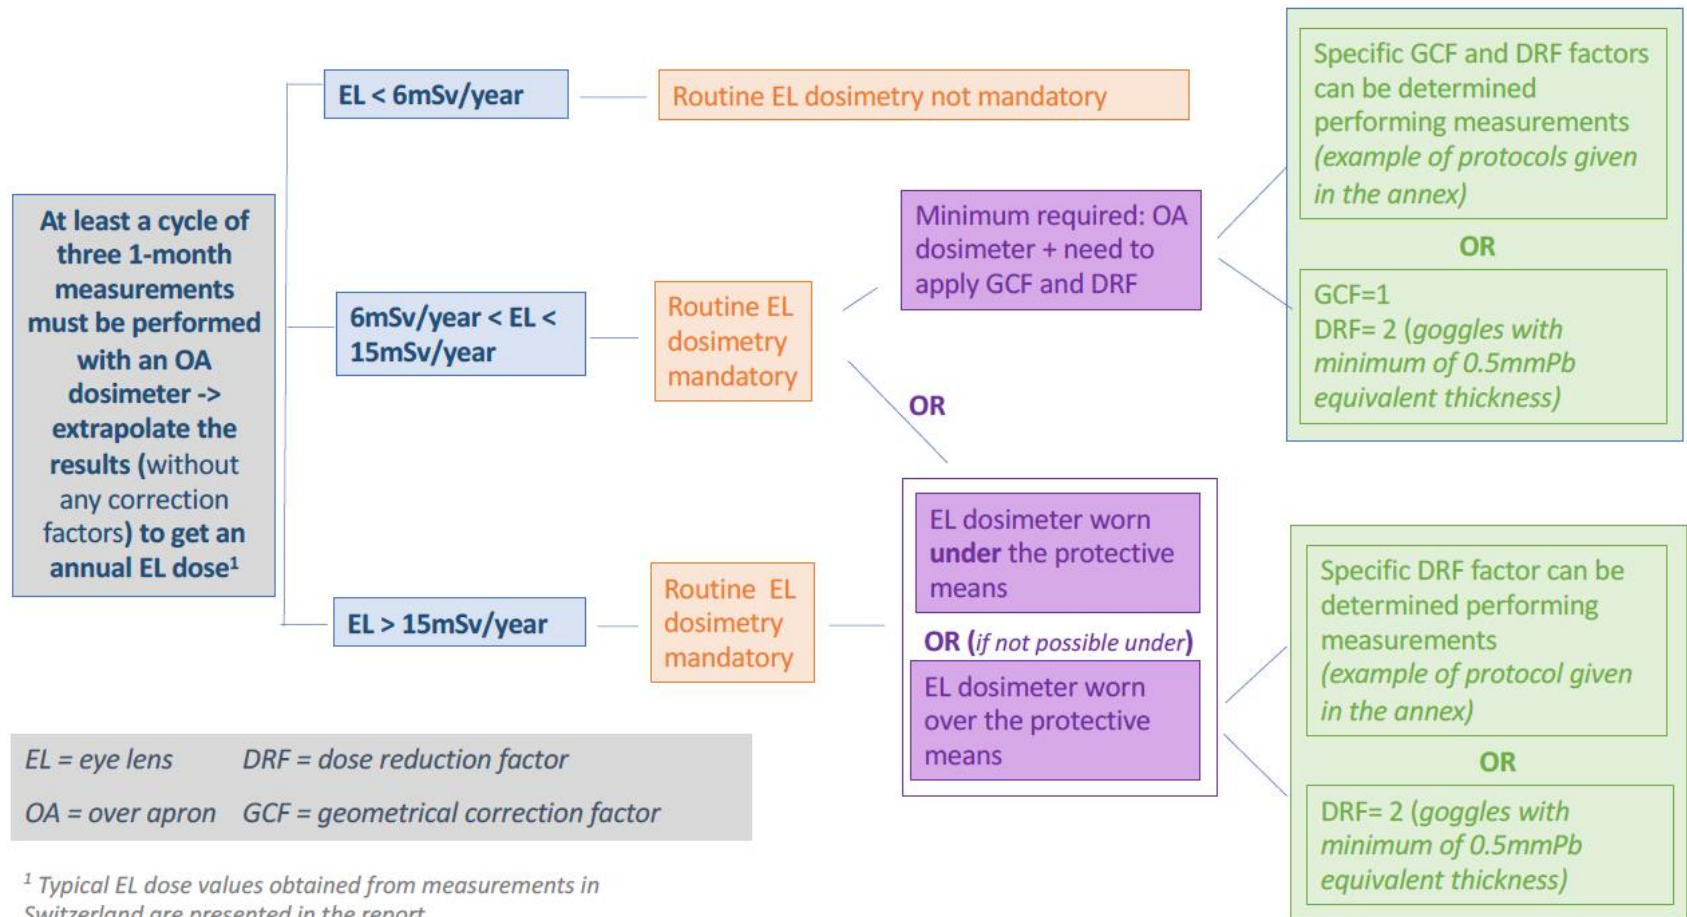 At least a cycle of
three 1-month
measurements
must be performed
with an OA
dosimeter ->
extrapolate the
results (without
any correction
factors) to get an
annual EL dose¹
EL < 6mSv/year
Routine EL dosimetry not mandatory
6mSv/year < EL <
15mSv/year
Routine EL
dosimetry
mandatory
Minimum required: OA
dosimeter + need to
apply GCF and DRF
Specific GCF and DRF factors
can be determined
performing measurements
(example of protocols given
in the annex)
OR
GCF=1
DRF= 2 (goggles with
minimum of 0.5mmPb
equivalent thickness)
OR
EL > 15mSv/year
Routine EL
dosimetry
mandatory
EL dosimeter worn
under the protective
means
OR (if not possible under)
EL dosimeter worn
over the protective
means
Specific DRF factor can be
determined performing
measurements
(example of protocol given
in the annex)
OR
DRF= 2 (goggles with
minimum of 0.5mmPb
equivalent thickness)
EL = eye lens DRF = dose reduction factor
OA = over apron GCF = geometrical correction factor
¹ Typical EL dose values obtained from measurements in
Switzerland are presented in the report